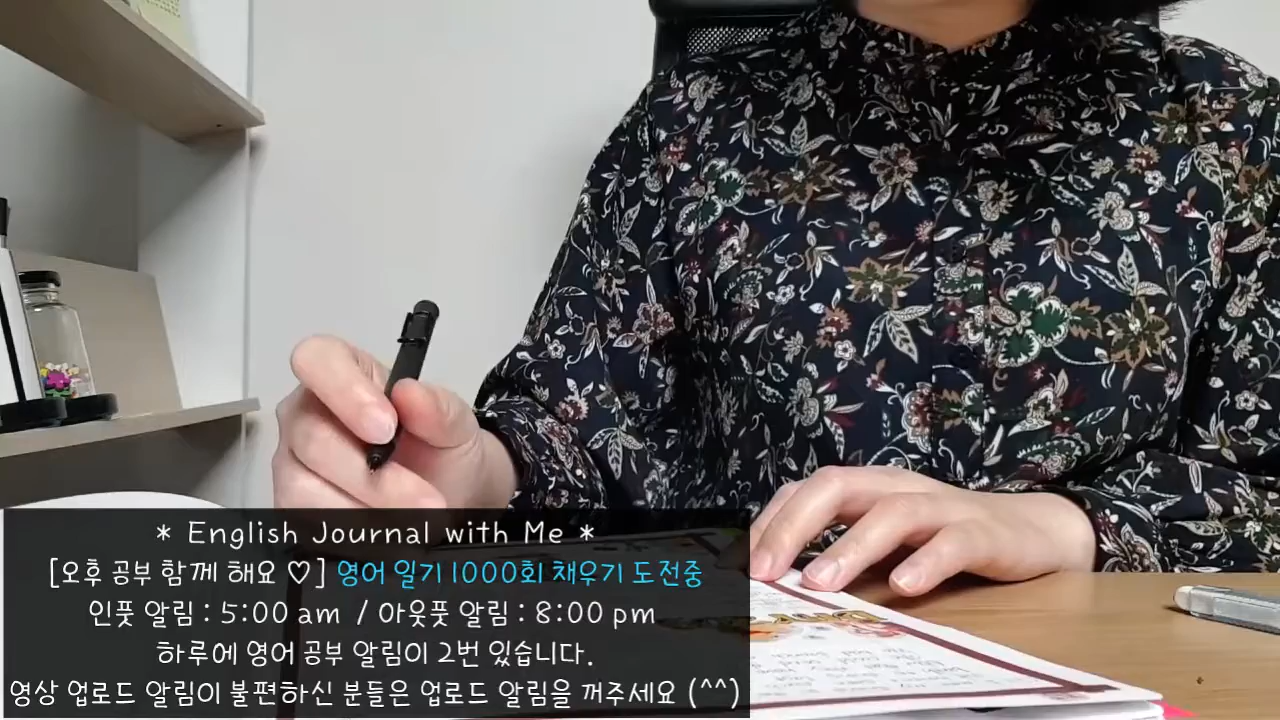 * English Journal with Me *
[오후 공부 함께 해요 ♡] 영어 일기 1000회 채우기 도전중
인풋 알림 : 5:00 am / 아웃풋 알림 : 8:00 pm
하루에 영어 공부 알림이 2번 있습니다.
영상 업로드 알림이 불편하신 분들은 업로드 알림을 꺼주세요 (^^)